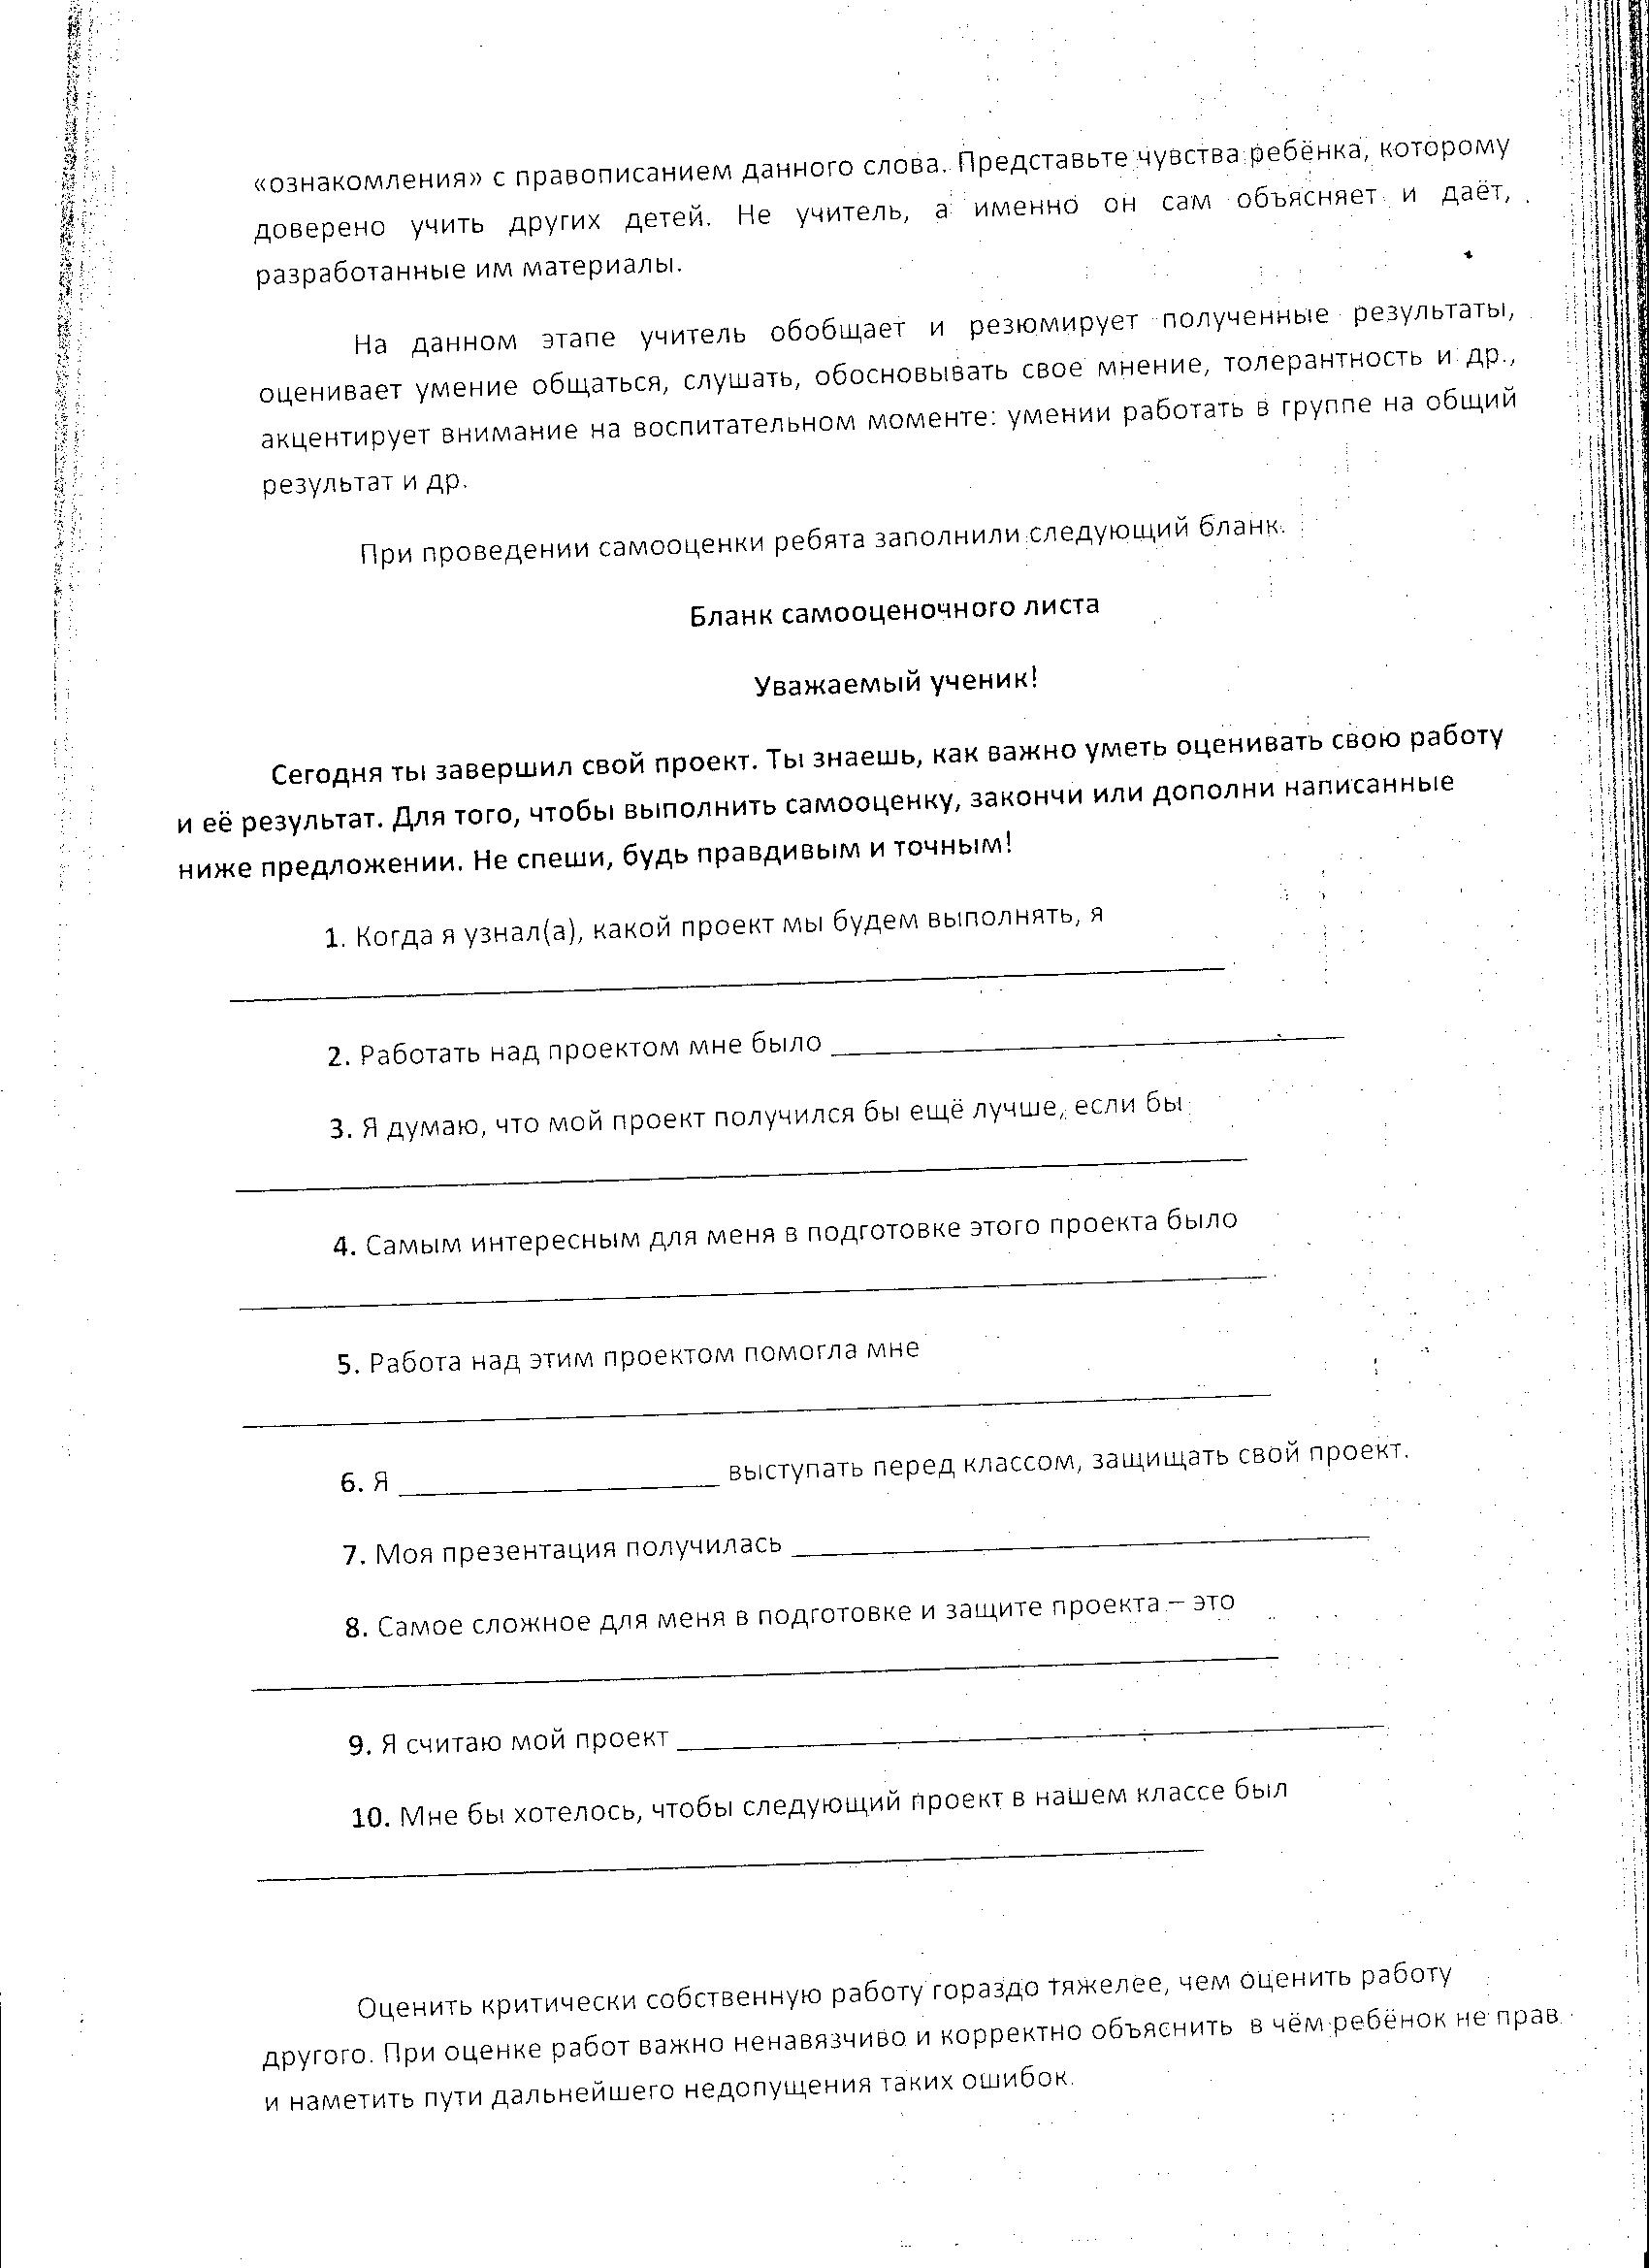 «ознакомления» с правописанием данного слова. Представьте чувства ребёнка, которому
доверено учить других детей. Не учитель, а именно он сам объясняет и даёт,
разработанные им материалы.
На данном этапе учитель обобщает и резюмирует полученные результаты,
оценивает умение общаться, слушать, обосновывать свое мнение, толерантность и др.,
акцентирует внимание на воспитательном моменте: умении работать в группе на общий
результат и др.
При проведении самооценки ребята заполнили следующий бланк.
Бланк самооценочного листа
Уважаемый ученик!
Сегодня ты завершил свой проект. Ты знаешь, как важно уметь оценивать свою работу
и её результат. Для того, чтобы выполнить самооценку, закончи или дополни написанные
ниже предложении. Не спеши, будь правдивым и точным!
1. Когда я узнал(а), какой проект мы будем выполнять, я
2. Работать над проектом мне было
3. Я думаю, что мой проект получился бы ещё лучше, если бы
4. Самым интересным для меня в подготовке этого проекта было
5. Работа над этим проектом помогла мне
6. Я ____________________ выступать перед классом, защищать свой проект.
7. Моя презентация получилась
8. Самое сложное для меня в подготовке и защите проекта – это
9. Я считаю мой проект
10. Мне бы хотелось, чтобы следующий проект в нашем классе был
Оценить критически собственную работу гораздо тяжелее, чем оценить работу
другого. При оценке работ важно ненавязчиво и корректно объяснить в чём ребёнок не прав
и наметить пути дальнейшего недопущения таких ошибок.